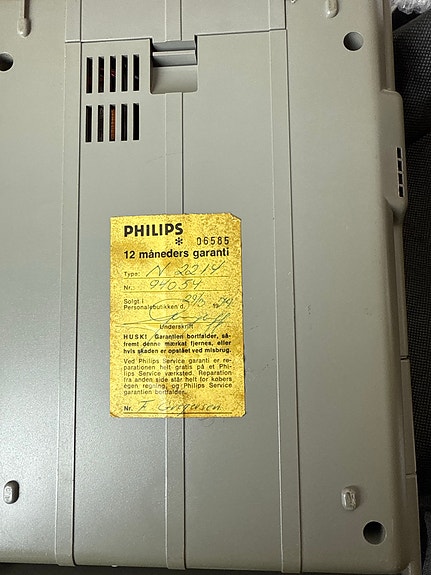 PHILIPS
* 06585
12 måneders garanti
Type: N 2214
Nr. 94054
Solgt i
Personalebutikken d. 19
Underskrift
HUSK! Garantien bortfalder, så-
fremt denne mærkat fjernes, eller
hvis skaden er opstået ved misbrug.
Ved Philips Service garanti er re-
parationen helt gratis på et Phi-
lips Service værksted. Reparation
fra anden side står helt for købers
egen regning, og Philips Service
garantien bortfalder.
Nr. F.